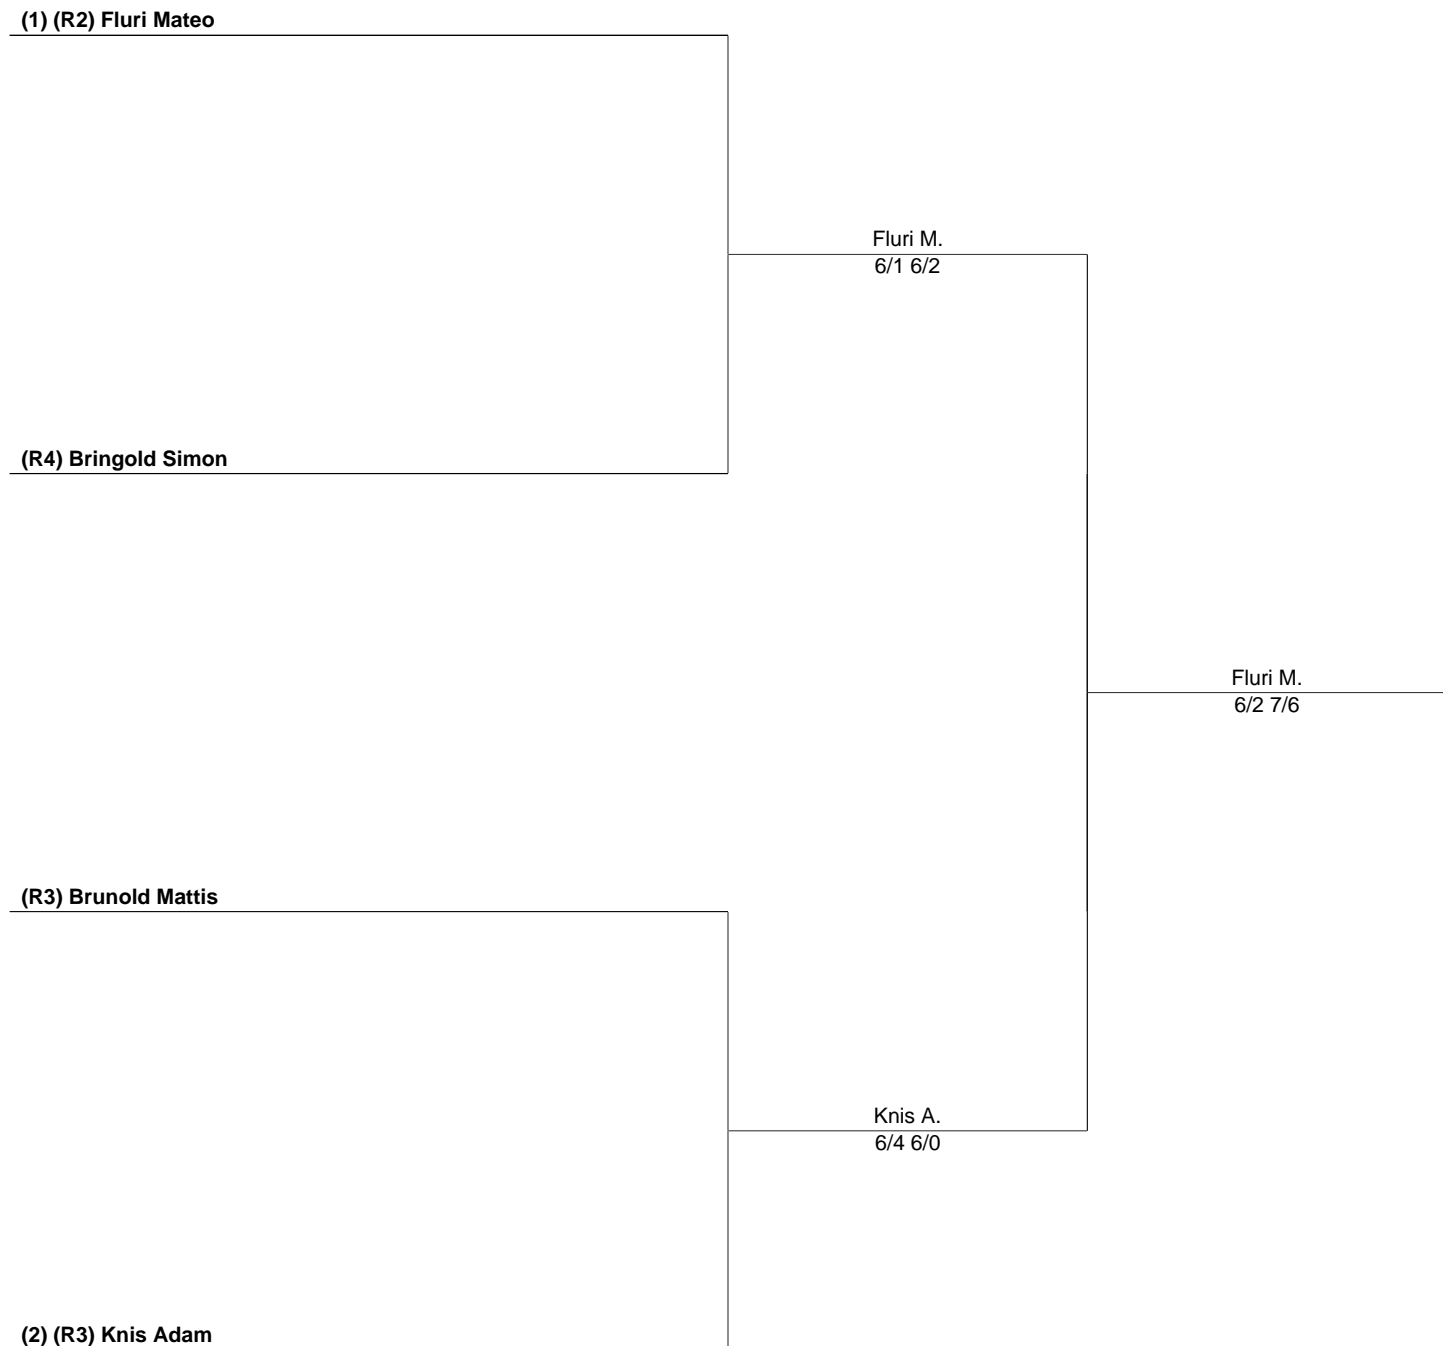 (1) (R2) Fluri Mateo
Fluri M.
6/1 6/2
(R4) Bringold Simon
Fluri M.
6/2 7/6
(R3) Brunold Mattis
Knis A.
6/4 6/0
(2) (R3) Knis Adam